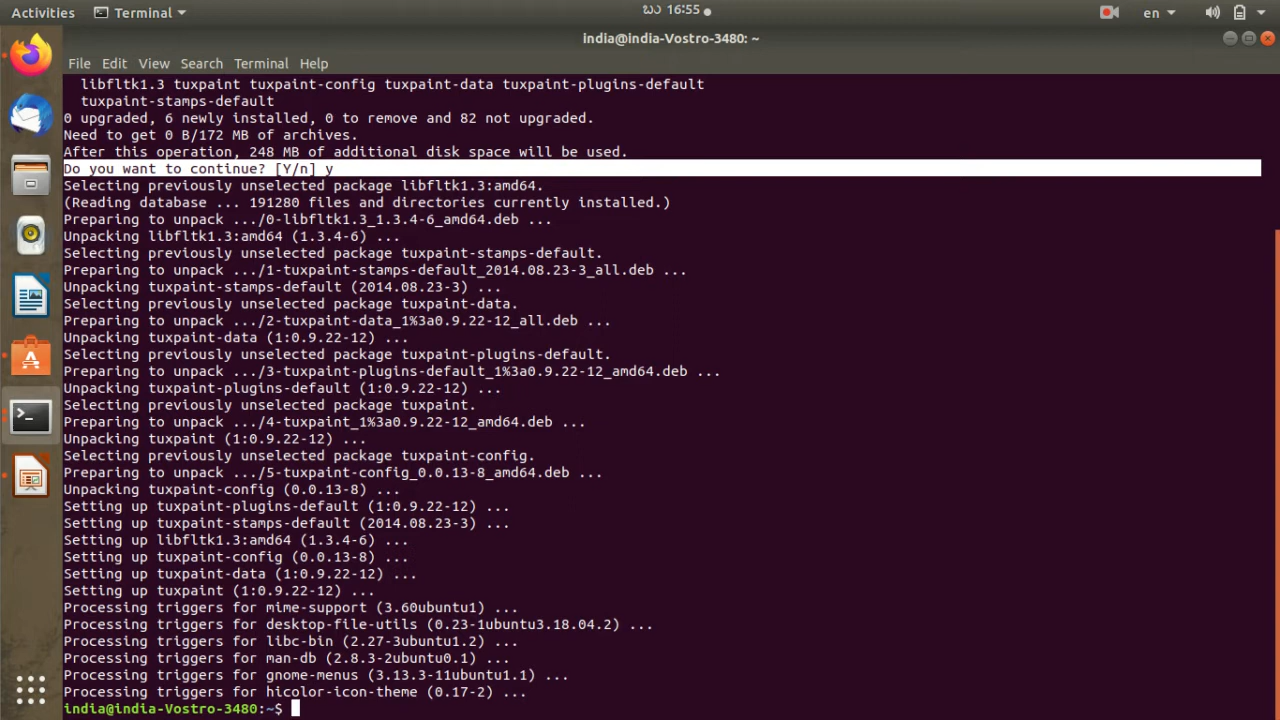 Activities
Terminal
ඛධ 16:55
en
india@india-Vostro-3480: ~
File Edit View Search Terminal Help
libfltk1.3 tuxpaint tuxpaint-config tuxpaint-data tuxpaint-plugins-default
tuxpaint-stamps-default
0 upgraded, 6 newly installed, 0 to remove and 82 not upgraded.
Need to get 0 B/172 MB of archives.
After this operation, 248 MB of additional disk space will be used.
Do you want to continue? [Y/n] y
Selecting previously unselected package libfltk1.3:amd64.
(Reading database ... 191280 files and directories currently installed.)
Preparing to unpack .../0-libfltk1.3_1.3.4-6_amd64.deb ...
Unpacking libfltk1.3:amd64 (1.3.4-6) ...
Selecting previously unselected package tuxpaint-stamps-default.
Preparing to unpack .../1-tuxpaint-stamps-default_2014.08.23-3_all.deb ...
Unpacking tuxpaint-stamps-default (2014.08.23-3) ...
Selecting previously unselected package tuxpaint-data.
Preparing to unpack .../2-tuxpaint-data_1%3a0.9.22-12_all.deb ...
Unpacking tuxpaint-data (1:0.9.22-12) ...
Selecting previously unselected package tuxpaint-plugins-default.
Preparing to unpack .../3-tuxpaint-plugins-default_1%3a0.9.22-12_amd64.deb ...
Unpacking tuxpaint-plugins-default (1:0.9.22-12) ...
Selecting previously unselected package tuxpaint.
Preparing to unpack .../4-tuxpaint_1%3a0.9.22-12_amd64.deb ...
Unpacking tuxpaint (1:0.9.22-12) ...
Selecting previously unselected package tuxpaint-config.
Preparing to unpack .../5-tuxpaint-config_0.0.13-8_amd64.deb ...
Unpacking tuxpaint-config (0.0.13-8) ...
Setting up tuxpaint-plugins-default (1:0.9.22-12) ...
Setting up tuxpaint-stamps-default (2014.08.23-3) ...
Setting up libfltk1.3:amd64 (1.3.4-6) ...
Setting up tuxpaint-config (0.0.13-8) ...
Setting up tuxpaint-data (1:0.9.22-12) ...
Setting up tuxpaint (1:0.9.22-12) ...
Processing triggers for mime-support (3.60ubuntu1) ...
Processing triggers for desktop-file-utils (0.23-1ubuntu3.18.04.2) ...
Processing triggers for libc-bin (2.27-3ubuntu1.2) ...
Processing triggers for man-db (2.8.3-2ubuntu0.1) ...
Processing triggers for gnome-menus (3.13.3-11ubuntu1.1) ...
Processing triggers for hicolor-icon-theme (0.17-2) ...
india@india-Vostro-3480:~$